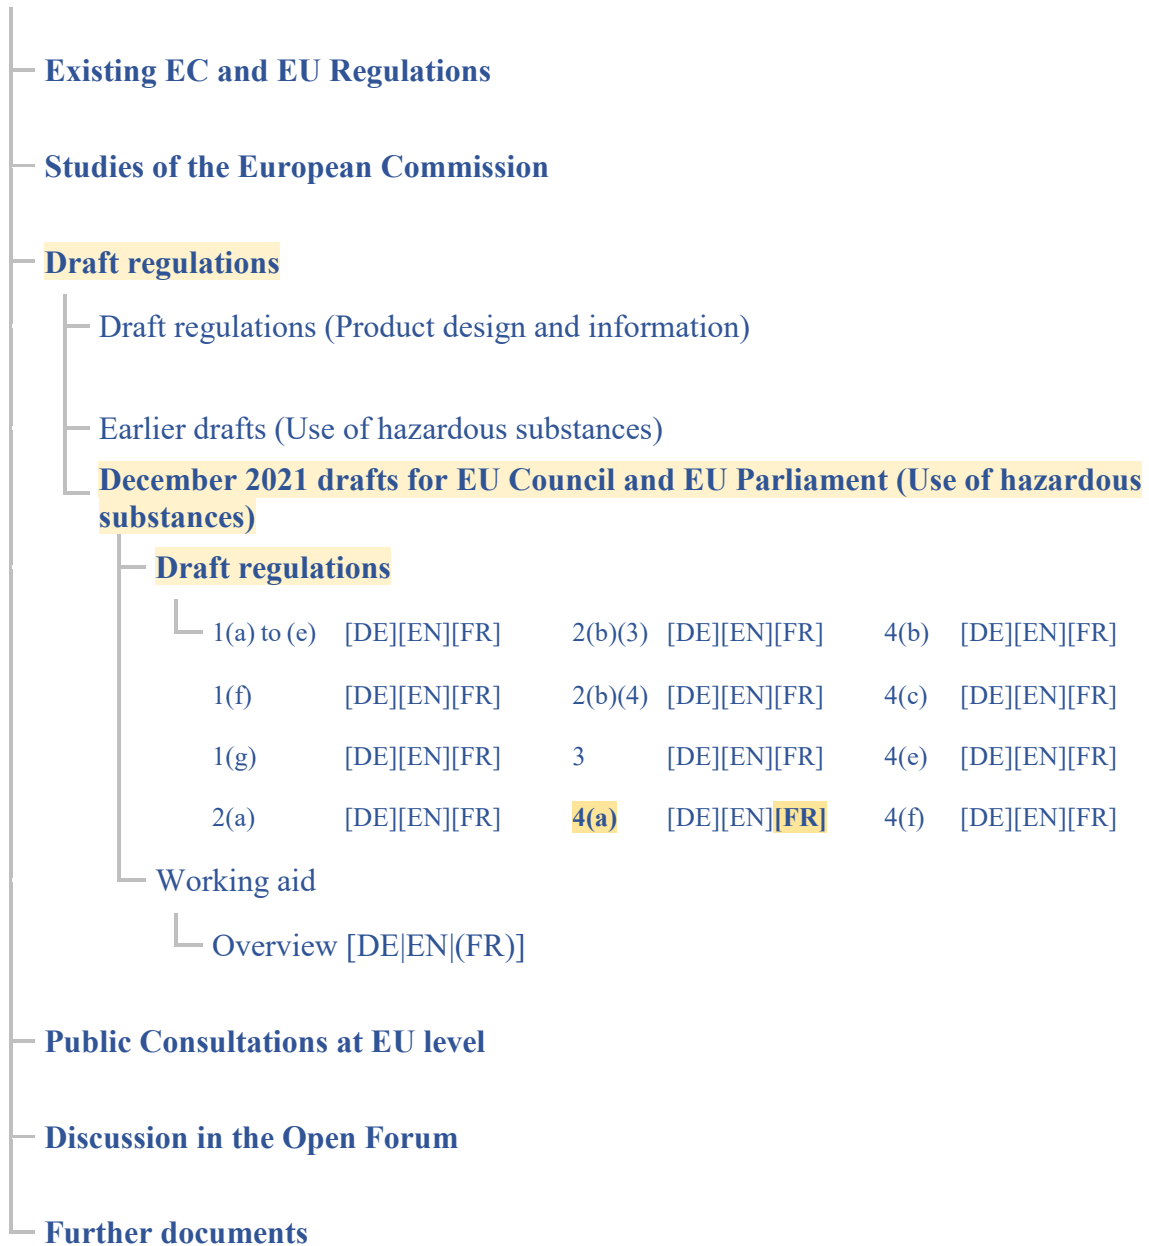 Existing EC and EU Regulations
Studies of the European Commission
Draft regulations
Draft regulations (Product design and information)
Earlier drafts (Use of hazardous substances)
December 2021 drafts for EU Council and EU Parliament (Use of hazardous
substances)
Draft regulations
1(a) to (e) [DE][EN][FR] 2(b)(3) [DE][EN][FR] 4(b) [DE][EN][FR]
1(f) [DE][EN][FR] 2(b)(4) [DE][EN][FR] 4(c) [DE][EN][FR]
1(g) [DE][EN][FR] 3 [DE][EN][FR] 4(e) [DE][EN][FR]
2(a) [DE][EN][FR] 4(a) [DE][EN][FR] 4(f) [DE][EN][FR]
Working aid
Overview [DE|EN|(FR)]
Public Consultations at EU level
Discussion in the Open Forum
Further documents